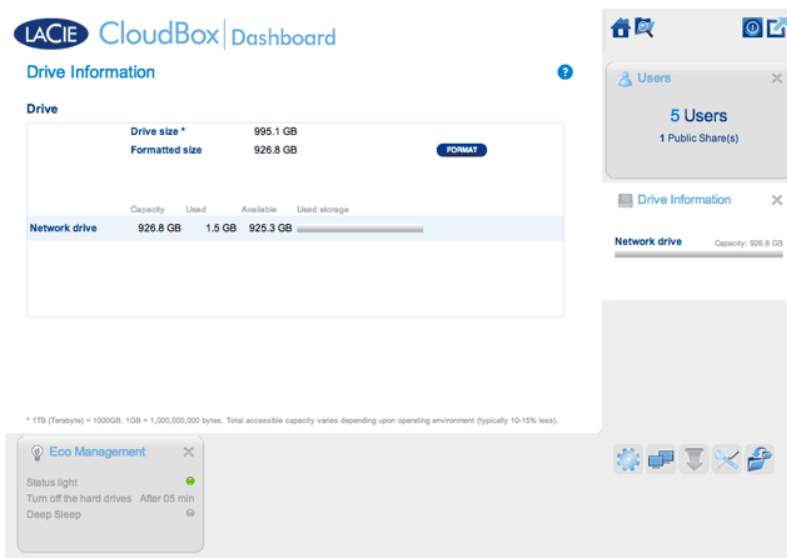 LACIE CloudBox Dashboard
Drive Information
?
Drive
Drive size * 995.1 GB
Formatted size 926.8 GB FORMAT
Capacity Used Available Used storage
Network drive 926.8 GB 1.5 GB 925.3 GB
* 1TB (Terabyte) = 1000GB. 1GB = 1,000,000,000 bytes. Total accessible capacity varies depending upon operating environment (typically 10-15% less).
Users
5 Users
1 Public Share(s)
Drive Information
Network drive Capacity: 926.8 GB
Eco Management
Status light
Turn off the hard drives After 05 min
Deep Sleep